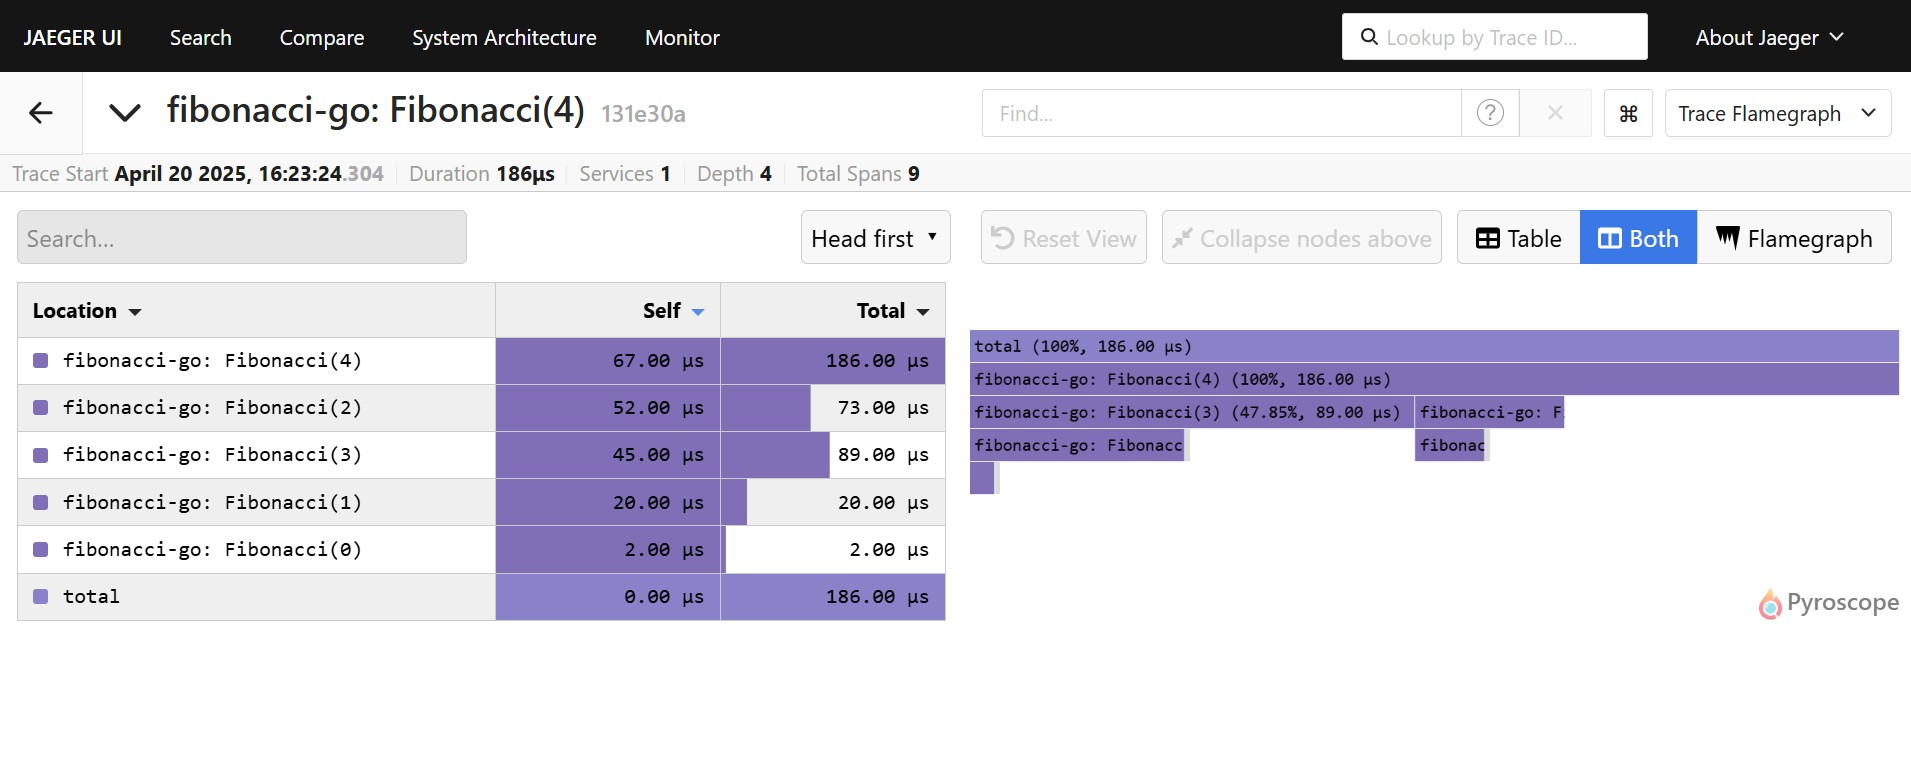 JAEGER UI Search Compare System Architecture Monitor Lookup by Trace ID... About Jaeger
fibonacci-go: Fibonacci(4) 131e30a Find... ? ⌘ Trace Flamegraph
Trace Start April 20 2025, 16:23:24.304 Duration 186μs Services 1 Depth 4 Total Spans 9
Search... Head first Reset View Collapse nodes above Table Both Flamegraph
Location Self Total
fibonacci-go: Fibonacci(4) 67.00 μs 186.00 μs
fibonacci-go: Fibonacci(2) 52.00 μs 73.00 μs
fibonacci-go: Fibonacci(3) 45.00 μs 89.00 μs
fibonacci-go: Fibonacci(1) 20.00 μs 20.00 μs
fibonacci-go: Fibonacci(0) 2.00 μs 2.00 μs
total 0.00 μs 186.00 μs
total (100%, 186.00 μs)
fibonacci-go: Fibonacci(4) (100%, 186.00 μs)
fibonacci-go: Fibonacci(3) (47.85%, 89.00 μs) fibonacci-go: F
fibonacci-go: Fibonacc fibonac
Pyroscope